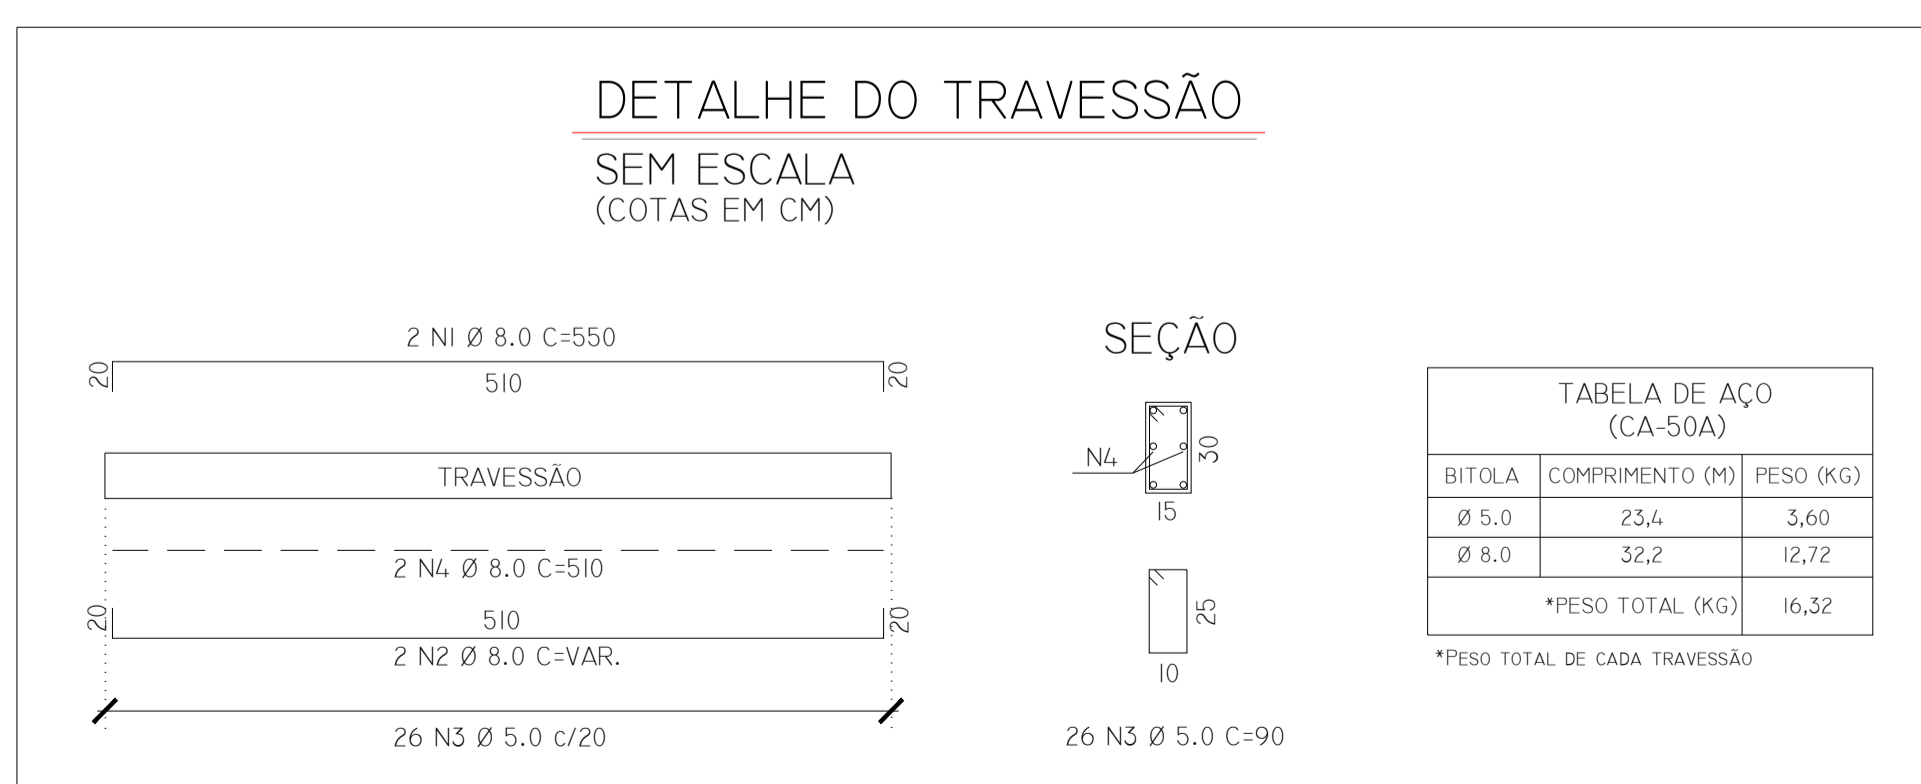 DETALHE DO TRAVESSÃO
SEM ESCALA
(COTAS EM CM)
2 N1 Ø 8.0 C=550
20
510
20
TRAVESSÃO
2 N4 Ø 8.0 C=510
20
510
20
2 N2 Ø 8.0 C=VAR.
26 N3 Ø 5.0 c/20
SEÇÃO
N4
30
15
25
10
26 N3 Ø 5.0 C=90
TABELA DE AÇO
(CA-50A)
BITOLA COMPRIMENTO (M) PESO (KG)
Ø 5.0 23,4 3,60
Ø 8.0 32,2 12,72
*PESO TOTAL (KG) 16,32
*PESO TOTAL DE CADA TRAVESSÃO